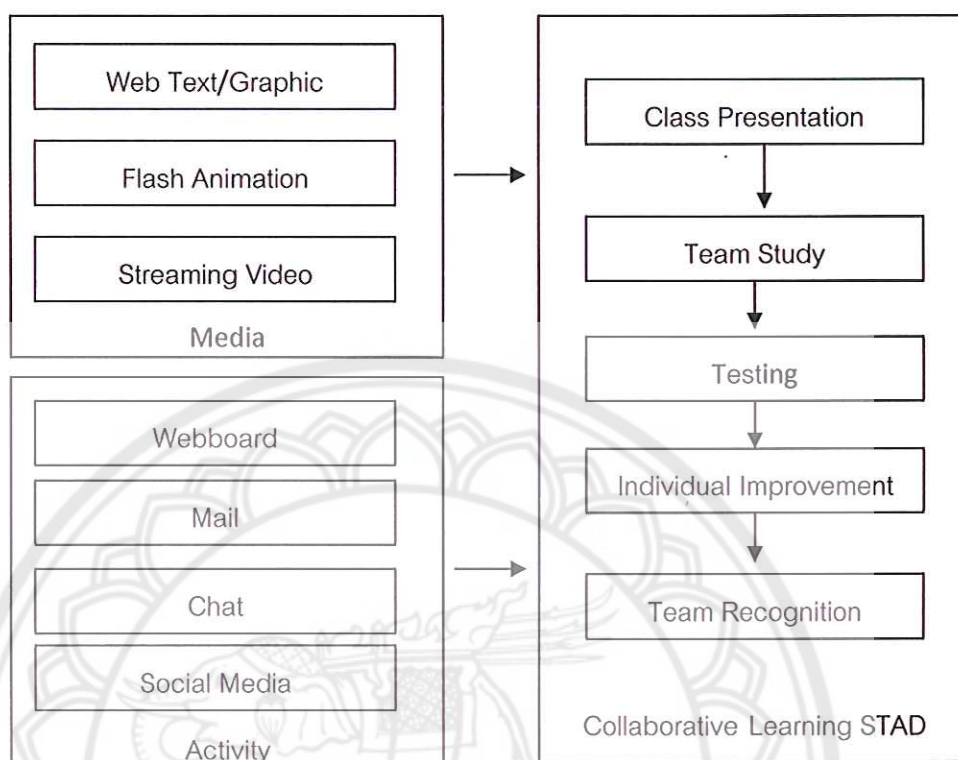 Web Text/Graphic
Flash Animation
Streaming Video
Media
Webboard
Mail
Chat
Social Media
Activity
Class Presentation
Team Study
Testing
Individual Improvement
Team Recognition
Collaborative Learning STAD